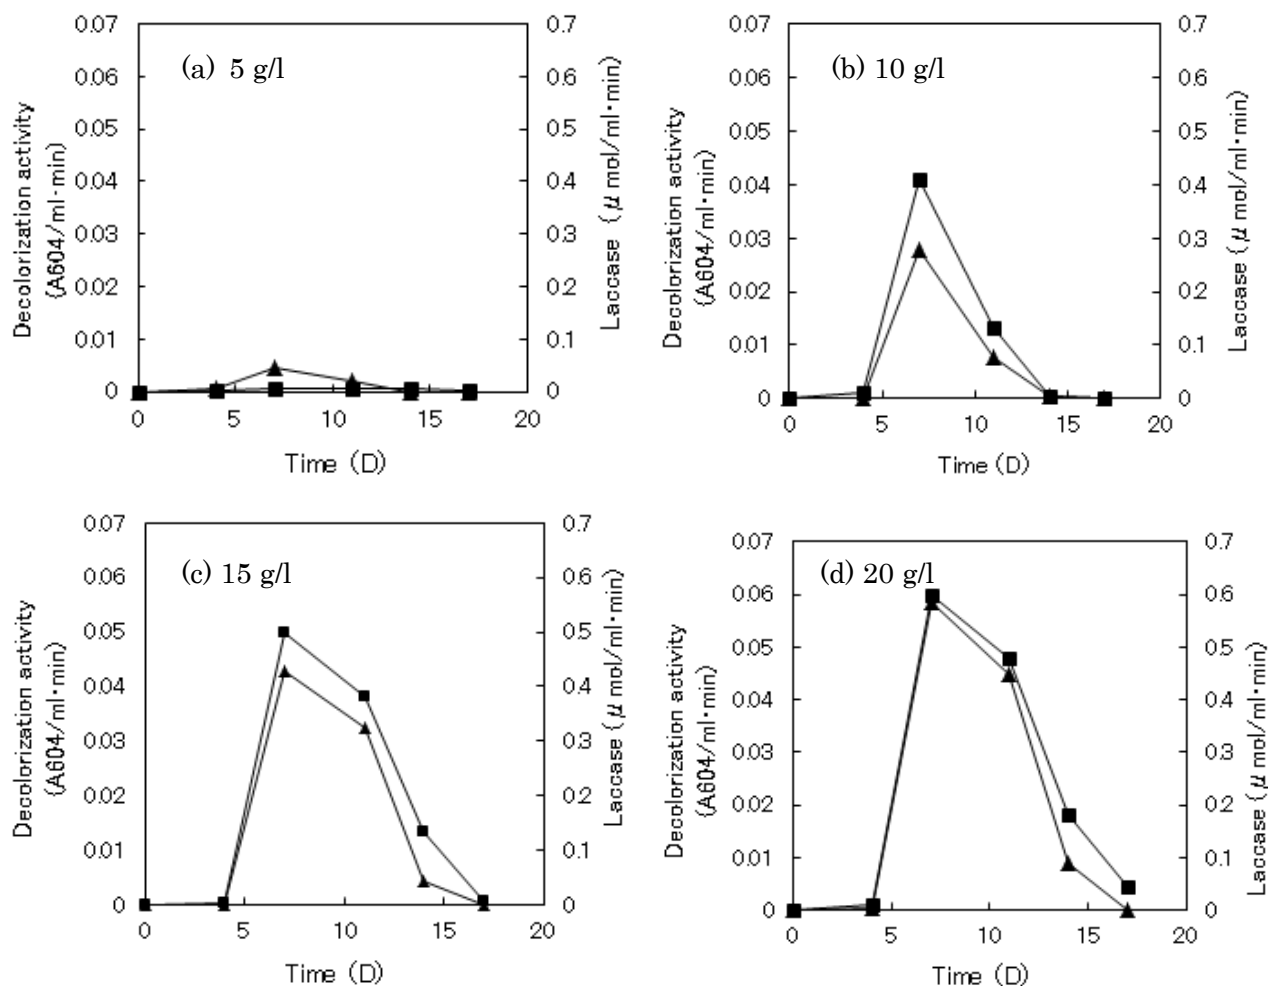 (a) 5 g/l
0.07
0.06
0.05
0.04
0.03
0.02
0.01
0
Decolorization activity
(A604/ml·min)
0.7
0.6
0.5
0.4
0.3
0.2
0.1
0
Laccase (μ mol/ml·min)
0 5 10 15 20
Time (D)
(b) 10 g/l
0.07
0.06
0.05
0.04
0.03
0.02
0.01
0
Decolorization activity
(A604/ml·min)
0.7
0.6
0.5
0.4
0.3
0.2
0.1
0
Laccase (μ mol/ml·min)
0 5 10 15 20
Time (D)
(c) 15 g/l
0.07
0.06
0.05
0.04
0.03
0.02
0.01
0
Decolorization activity
(A604/ml·min)
0.7
0.6
0.5
0.4
0.3
0.2
0.1
0
Laccase (μ mol/ml·min)
0 5 10 15 20
Time (D)
(d) 20 g/l
0.07
0.06
0.05
0.04
0.03
0.02
0.01
0
Decolorization activity
(A604/ml·min)
0.7
0.6
0.5
0.4
0.3
0.2
0.1
0
Laccase (μ mol/ml·min)
0 5 10 15 20
Time (D)